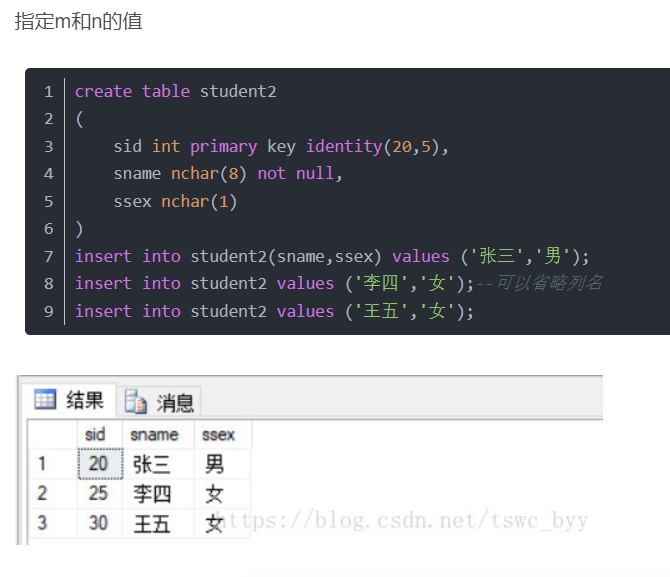 指定m和n的值
1 create table student2
2 (
3 sid int primary key identity(20,5),
4 sname nchar(8) not null,
5 ssex nchar(1)
6 )
7 insert into student2(sname,ssex) values ('张三','男');
8 insert into student2 values ('李四','女');--可以省略列名
9 insert into student2 values ('王五','女');
结果 消息
sid sname ssex
1 20 张三 男
2 25 李四 女
3 30 王五 女
https://blog.csdn.net/tswc_byy